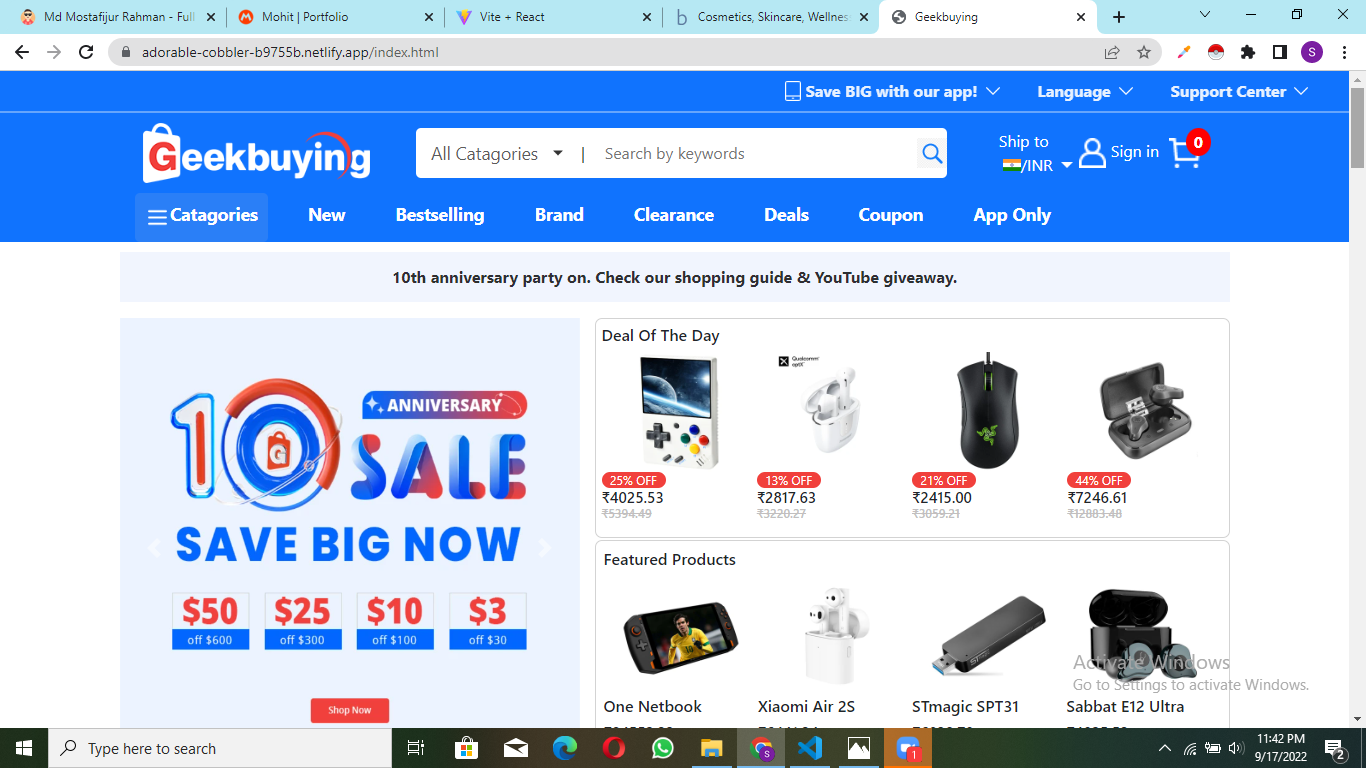 Md Mostafijur Rahman - Full
Mohit | Portfolio
Vite + React
Cosmetics, Skincare, Wellness
Geekbuying
adorable-cobbler-b9755b.netlify.app/index.html
S
Save BIG with our app!
Language
Support Center
Geekbuying
All Catagories
|
Search by keywords
Ship to
/INR
Sign in
0
Catagories
New
Bestselling
Brand
Clearance
Deals
Coupon
App Only
10th anniversary party on. Check our shopping guide & YouTube giveaway.
10
ANNIVERSARY
SALE
SAVE BIG NOW
$50
off $600
$25
off $300
$10
off $100
$3
off $30
Shop Now
Deal Of The Day
Qualcomm
aptX
25% OFF
₹4025.53
₹5394.49
13% OFF
₹2817.63
₹3220.27
21% OFF
₹2415.00
₹3059.21
44% OFF
₹7246.61
₹12883.48
Featured Products
One Netbook
Xiaomi Air 2S
STmagic SPT31
Sabbat E12 Ultra
Activate Windows
Go to Settings to activate Windows.
Type here to search
S
1
11:42 PM
9/17/2022
2